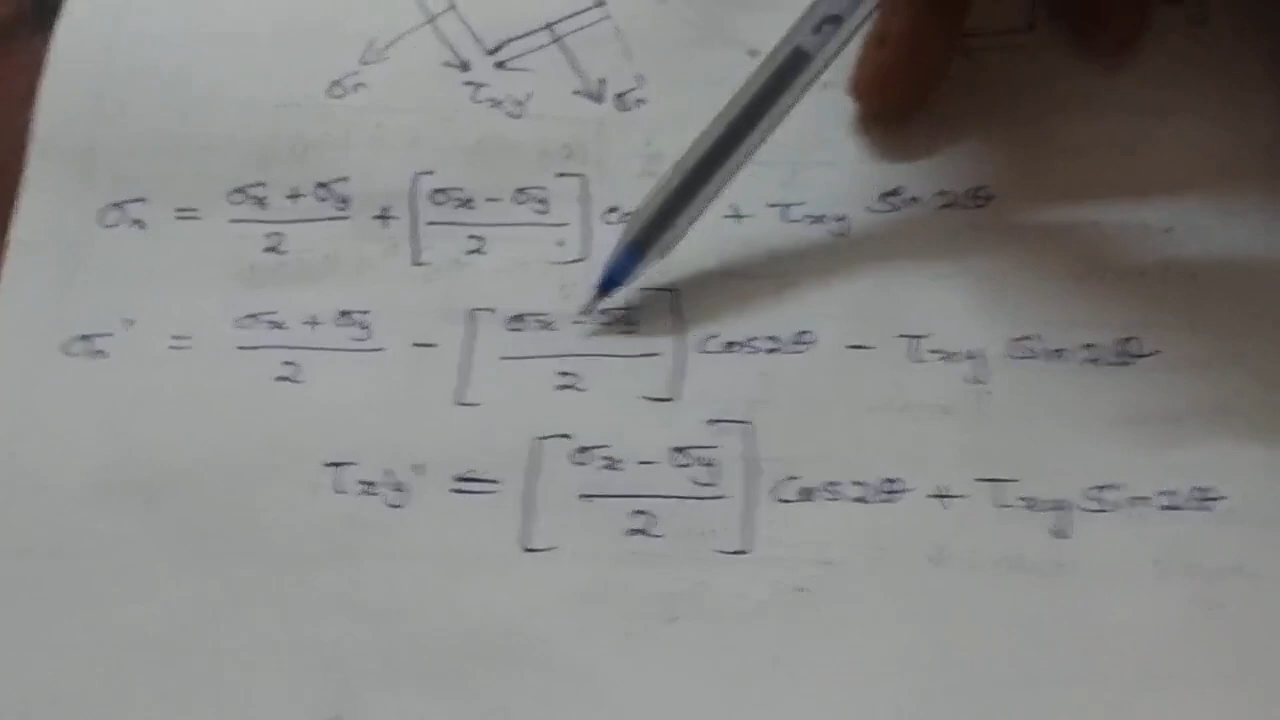 σn τxy' σn'
σn = (σx + σy)/2 + [(σx - σy)/2] + τxy Sin2θ
σn' = (σx + σy)/2 - [(σx - σy)/2] cos2θ - τxy Sin2θ
τxy' = [(σx - σy)/2] cos2θ + τxy Sin2θ